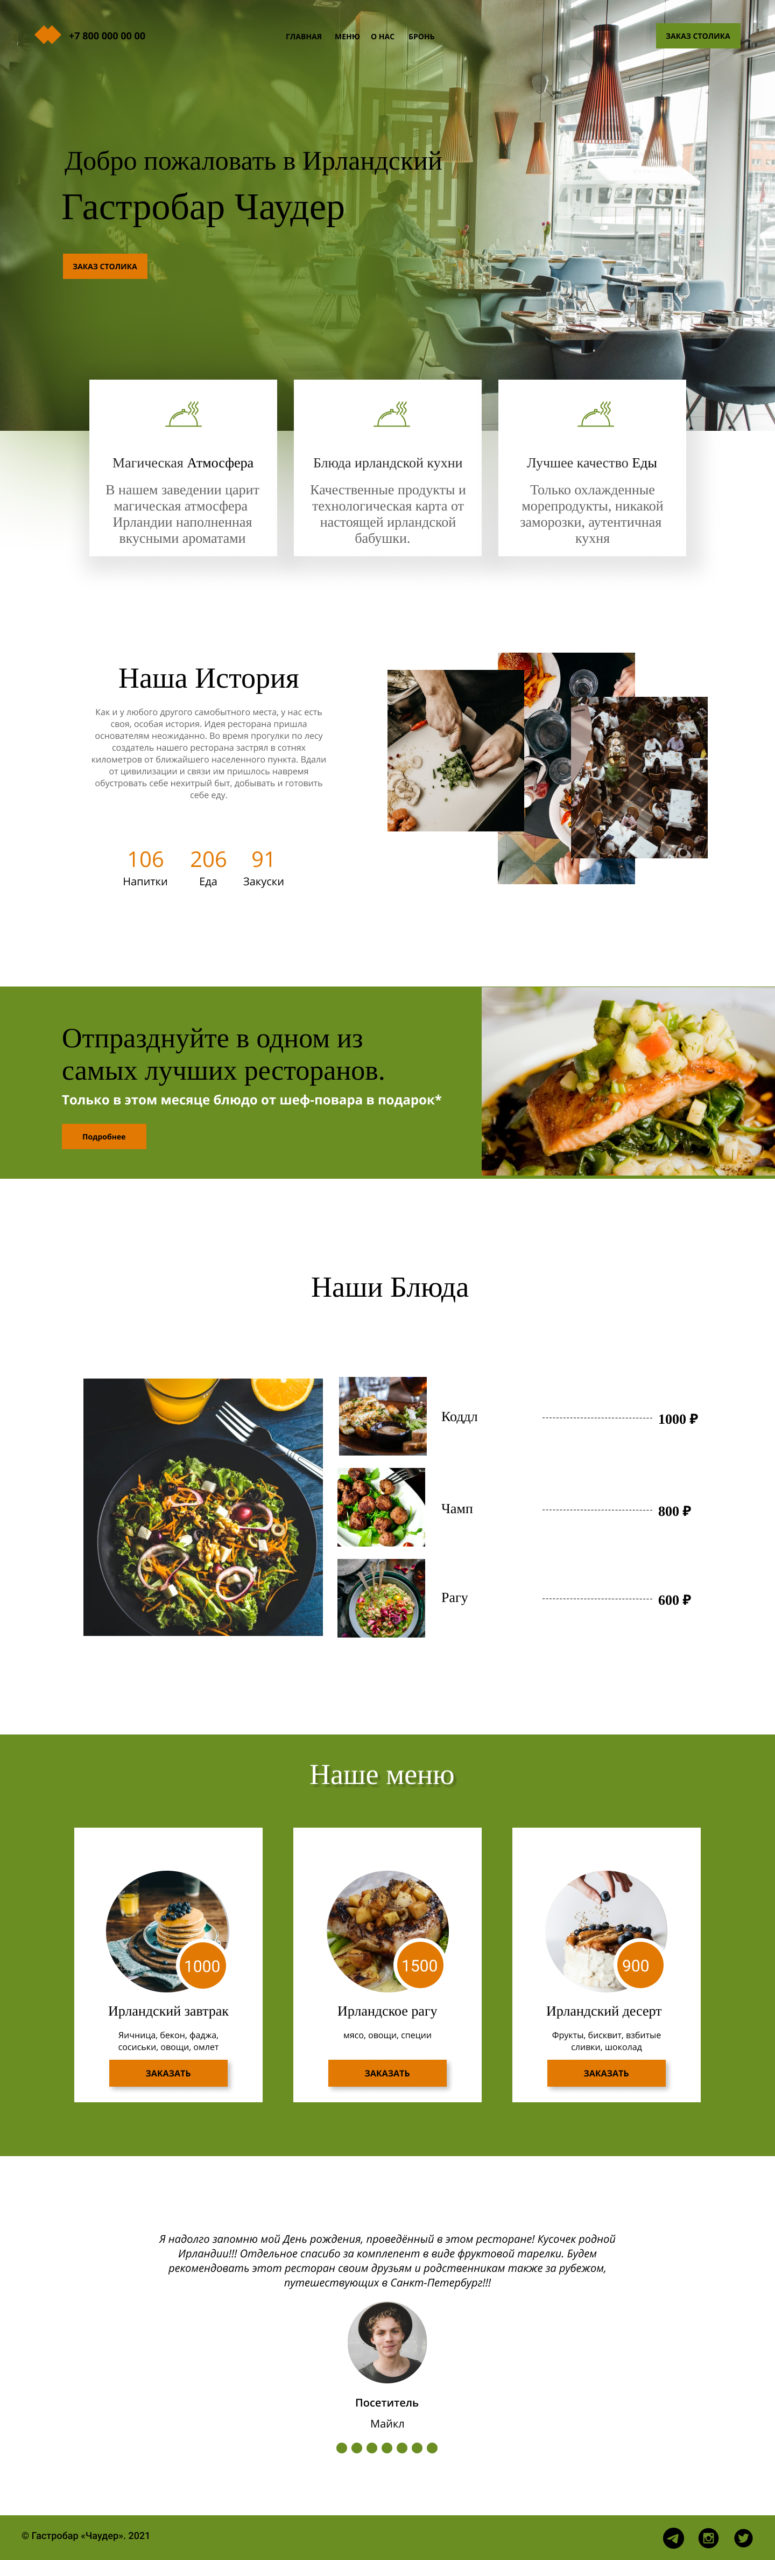 +7 800 000 00 00
ГЛАВНАЯ МЕНЮ О НАС БРОНЬ
ЗАКАЗ СТОЛИКА
Добро пожаловать в Ирландский
Гастробар Чаудер
ЗАКАЗ СТОЛИКА
Магическая Атмосфера
В нашем заведении царит
магическая атмосфера
Ирландии наполненная
вкусными ароматами
Блюда ирландской кухни
Качественные продукты и
технологическая карта от
настоящей ирландской
бабушки.
Лучшее качество Еды
Только охлажденные
морепродукты, никакой
заморозки, аутентичная
кухня
Наша История
Как и у любого другого самобытного места, у нас есть
своя, особая история. Идея ресторана пришла
основателям неожиданно. Во время прогулки по лесу
создатель нашего ресторана застрял в сотнях
километров от ближайшего населенного пункта. Вдали
от цивилизации и связи им пришлось навремя
обустровать себе нехитрый быт, добывать и готовить
себе еду.
106 206 91
Напитки Еда Закуски
Отпразднуйте в одном из
самых лучших ресторанов.
Только в этом месяце блюдо от шеф-повара в подарок*
Подробнее
Наши Блюда
Коддл 1000 ₽
Чамп 800 ₽
Рагу 600 ₽
Наше меню
1000
Ирландский завтрак
Яичница, бекон, фаджа,
сосиськи, овощи, омлет
ЗАКАЗАТЬ
1500
Ирландское рагу
мясо, овощи, специи
ЗАКАЗАТЬ
900
Ирландский десерт
Фрукты, бисквит, взбитые
сливки, шоколад
ЗАКАЗАТЬ
Я надолго запомню мой День рождения, проведённый в этом ресторане! Кусочек родной
Ирландии!!! Отдельное спасибо за комплепент в виде фруктовой тарелки. Будем
рекомендовать этот ресторан своим друзьям и родственникам также за рубежом,
путешествующих в Санкт-Петербург!!!
Посетитель
Майкл
© Гастробар «Чаудер». 2021